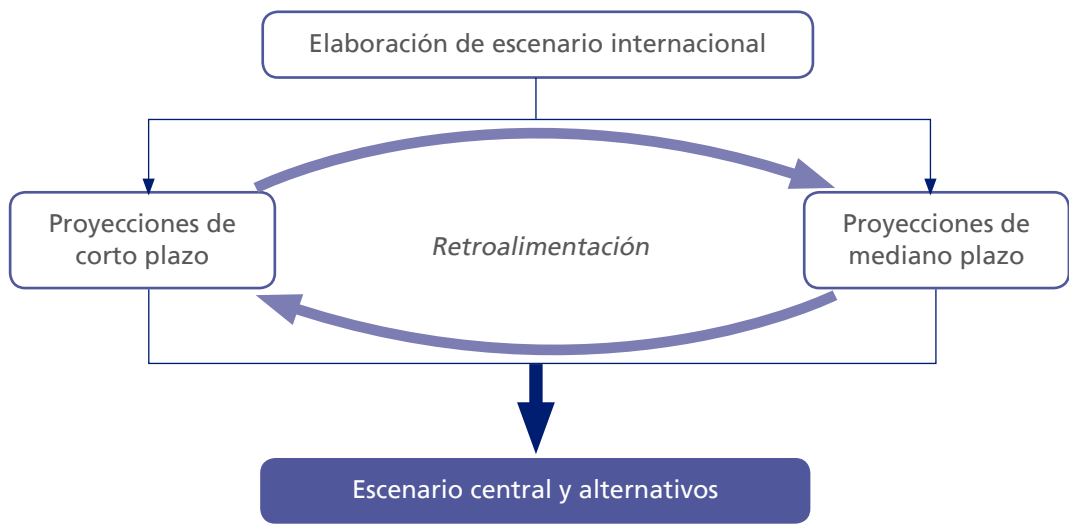 Elaboración de escenario internacional
Proyecciones de
corto plazo
Retroalimentación
Proyecciones de
mediano plazo
Escenario central y alternativos